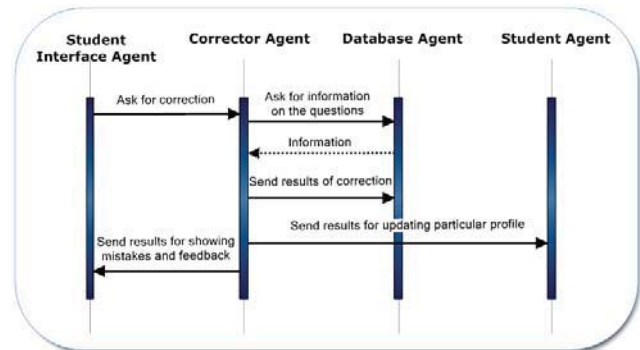 Student
Interface Agent
Corrector Agent
Database Agent
Student Agent
Ask for correction
Ask for information
on the questions
Information
Send results of correction
Send results for updating particular profile
Send results for showing
mistakes and feedback